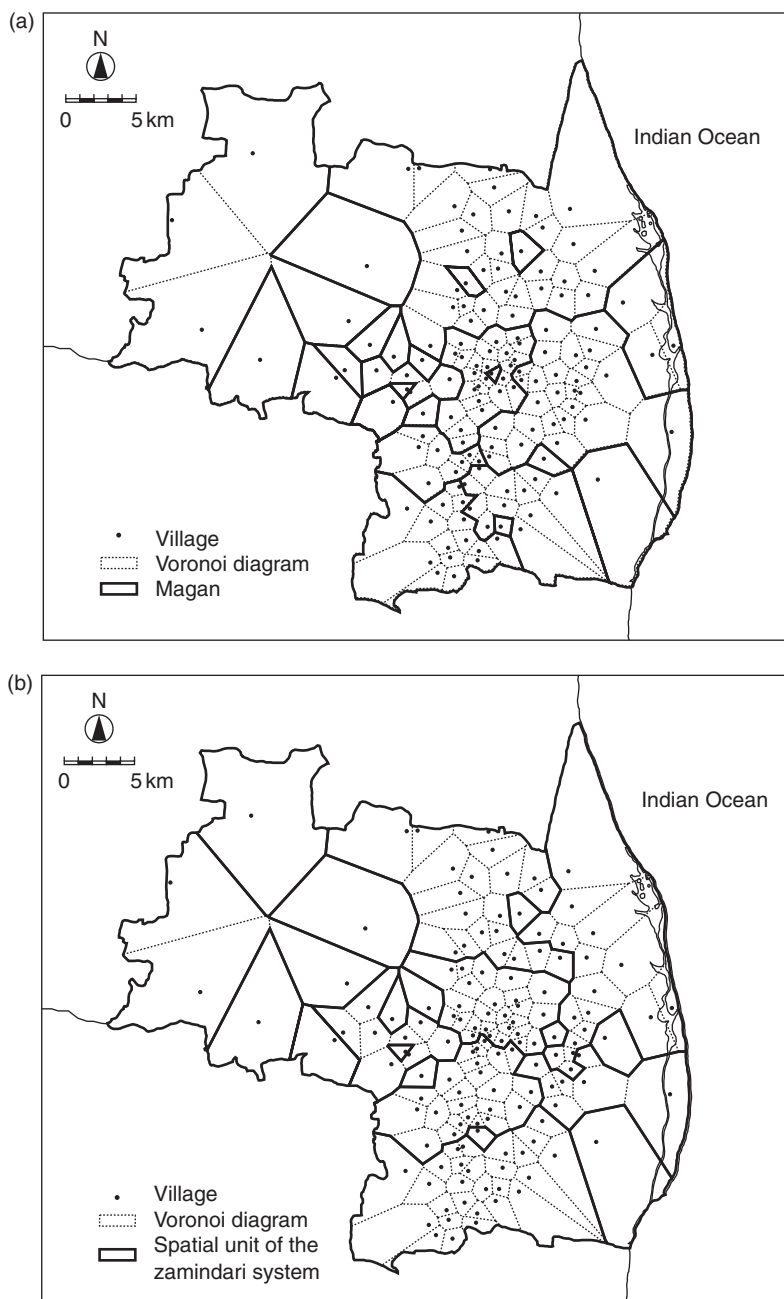 (a)
N
0 5 km
Indian Ocean
Village
Voronoi diagram
Magan
(b)
N
0 5 km
Indian Ocean
Village
Voronoi diagram
Spatial unit of the
zamindari system